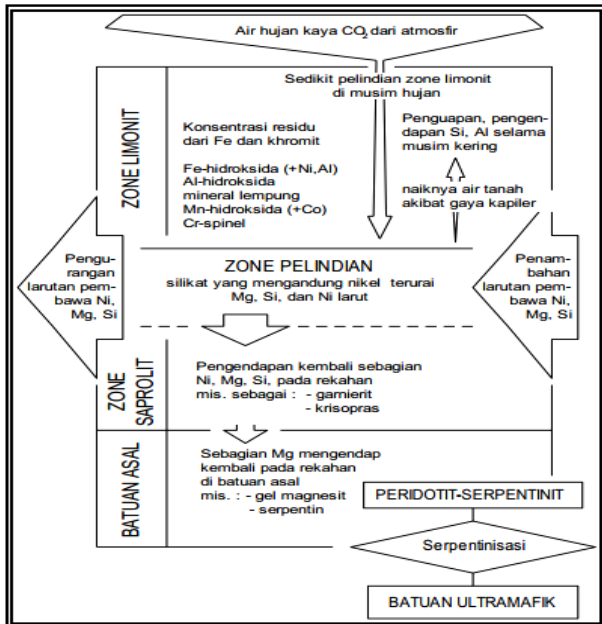 Air hujan kaya CO2 dari atmosfir
Sedikit pelindian zone limonit
di musim hujan
ZONE LIMONIT
Konsentrasi residu
dari Fe dan khromit
Fe-hidroksida (+Ni,Al)
Al-hidroksida
mineral lempung
Mn-hidroksida (+Co)
Cr-spinel
Penguapan, pengen-
dapan Si, Al selama
musim kering
naiknya air tanah
akibat gaya kapiler
Pengu-
rangan
larutan pem-
bawa Ni,
Mg, Si
ZONE PELINDIAN
silikat yang mengandung nikel terurai
Mg, Si, dan Ni larut
Penam-
bahan
larutan pem-
bawa Ni,
Mg, Si
ZONE
SAPROLIT
Pengendapan kembali sebagian
Ni, Mg, Si, pada rekahan
mis. sebagai : - garnierit
- krisopras
BATUAN ASAL
Sebagian Mg mengendap
kembali pada rekahan
di batuan asal
mis. : - gel magnesit
- serpentin
PERIDOTIT-SERPENTINIT
Serpentinisasi
BATUAN ULTRAMAFIK